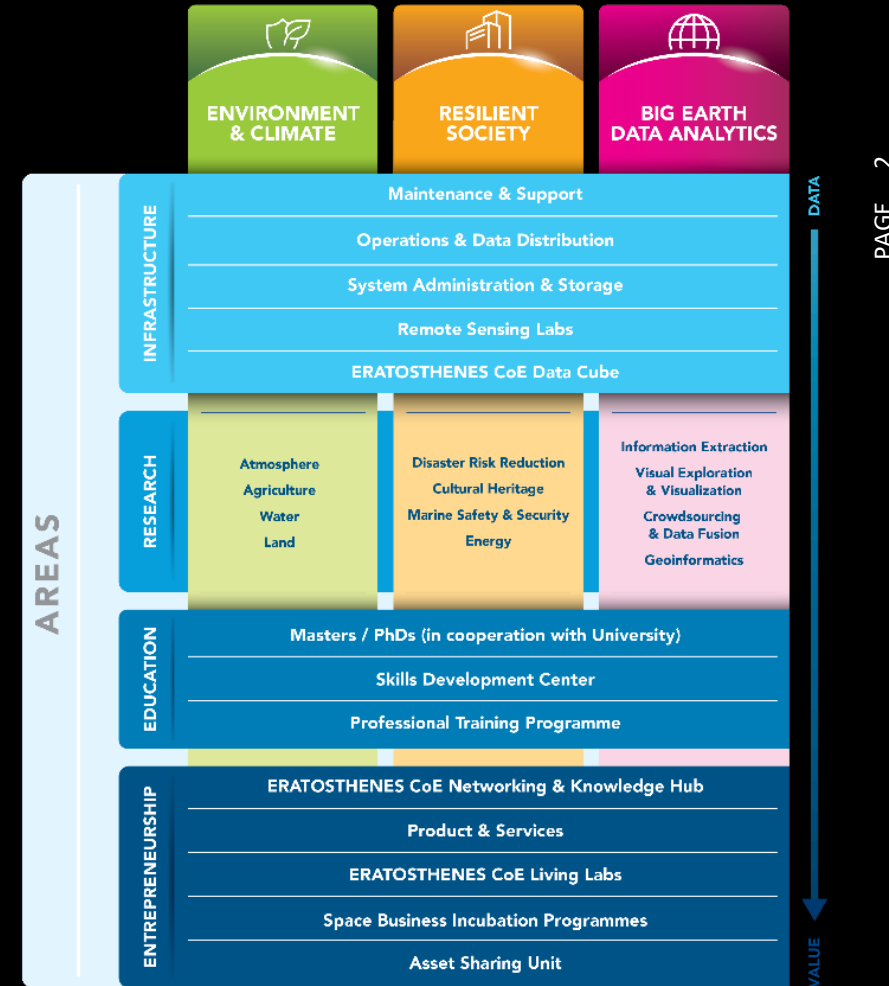 ENVIRONMENT
& CLIMATE
RESILIENT
SOCIETY
BIG EARTH
DATA ANALYTICS
PAGE 2
DATA
AREAS
INFRASTRUCTURE
Maintenance & Support
Operations & Data Distribution
System Administration & Storage
Remote Sensing Labs
ERATOSTHENES CoE Data Cube
RESEARCH
Atmosphere
Agriculture
Water
Land
Disaster Risk Reduction
Cultural Heritage
Marine Safety & Security
Energy
Information Extraction
Visual Exploration
& Visualization
Crowdsourcing
& Data Fusion
Geoinformatics
EDUCATION
Masters / PhDs (in cooperation with University)
Skills Development Center
Professional Training Programme
ENTREPRENEURSHIP
ERATOSTHENES CoE Networking & Knowledge Hub
Product & Services
ERATOSTHENES CoE Living Labs
Space Business Incubation Programmes
Asset Sharing Unit
VALUE